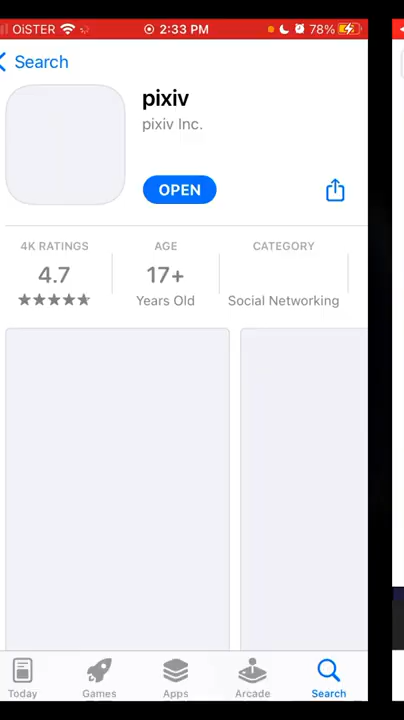 OiSTER 2:33 PM 78%
Search
pixiv
pixiv Inc.
OPEN
4K RATINGS AGE CATEGORY
4.7 17+
Years Old Social Networking
Today Games Apps Arcade Search